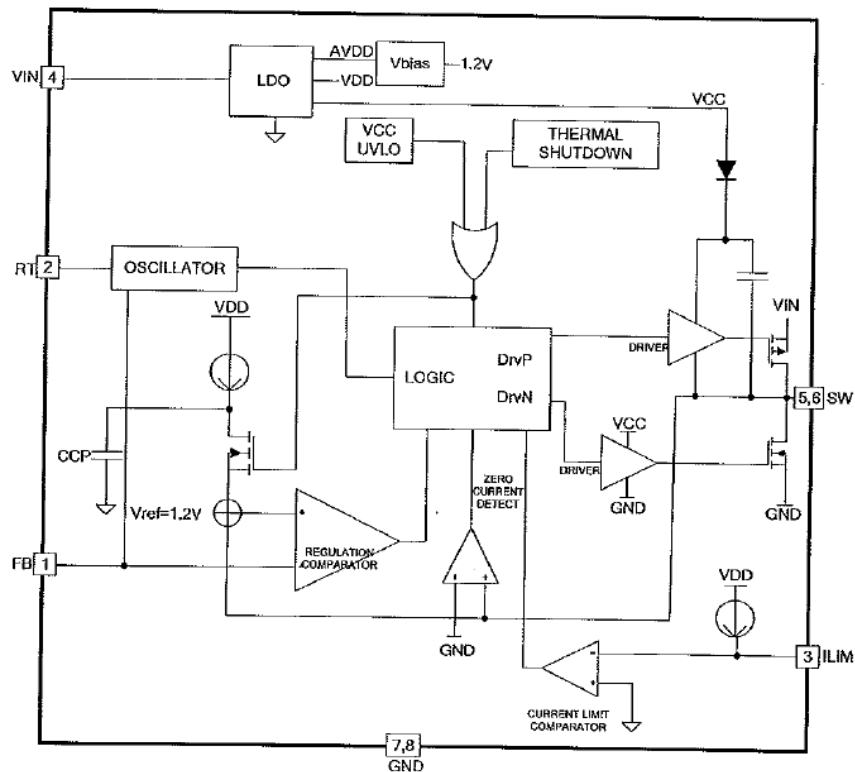 AVDD
VIN 4
LDO
VDD
Vbias
1.2V
VCC
VCC
UVLO
THERMAL
SHUTDOWN
RT 2
OSCILLATOR
VDD
VIN
DRIVER
LOGIC
DrvP
DrvN
5,6 SW
CCP
VCC
DRIVER
GND
GND
ZERO
CURRENT
DETECT
Vref=1.2V
+
REGULATION
COMPARATOR
FB 1
VDD
GND
3 ILIM
CURRENT LIMIT
COMPARATOR
7,8
GND